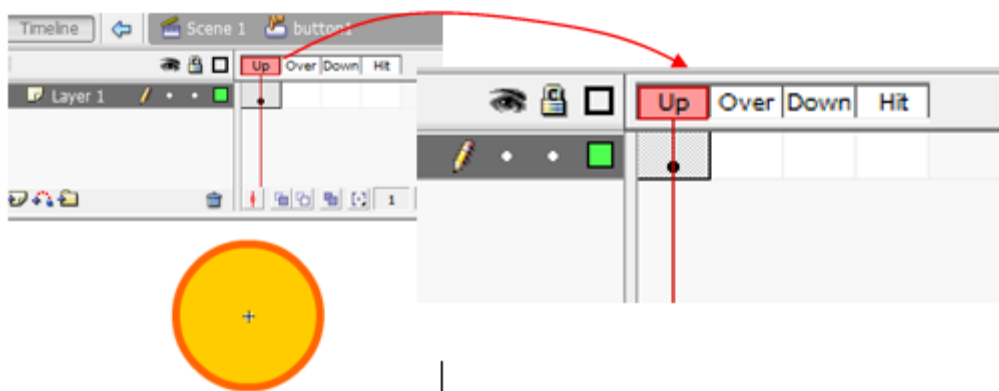 Timeline Scene 1 button1
Up Over Down Hit
Layer 1
1
Up Over Down Hit